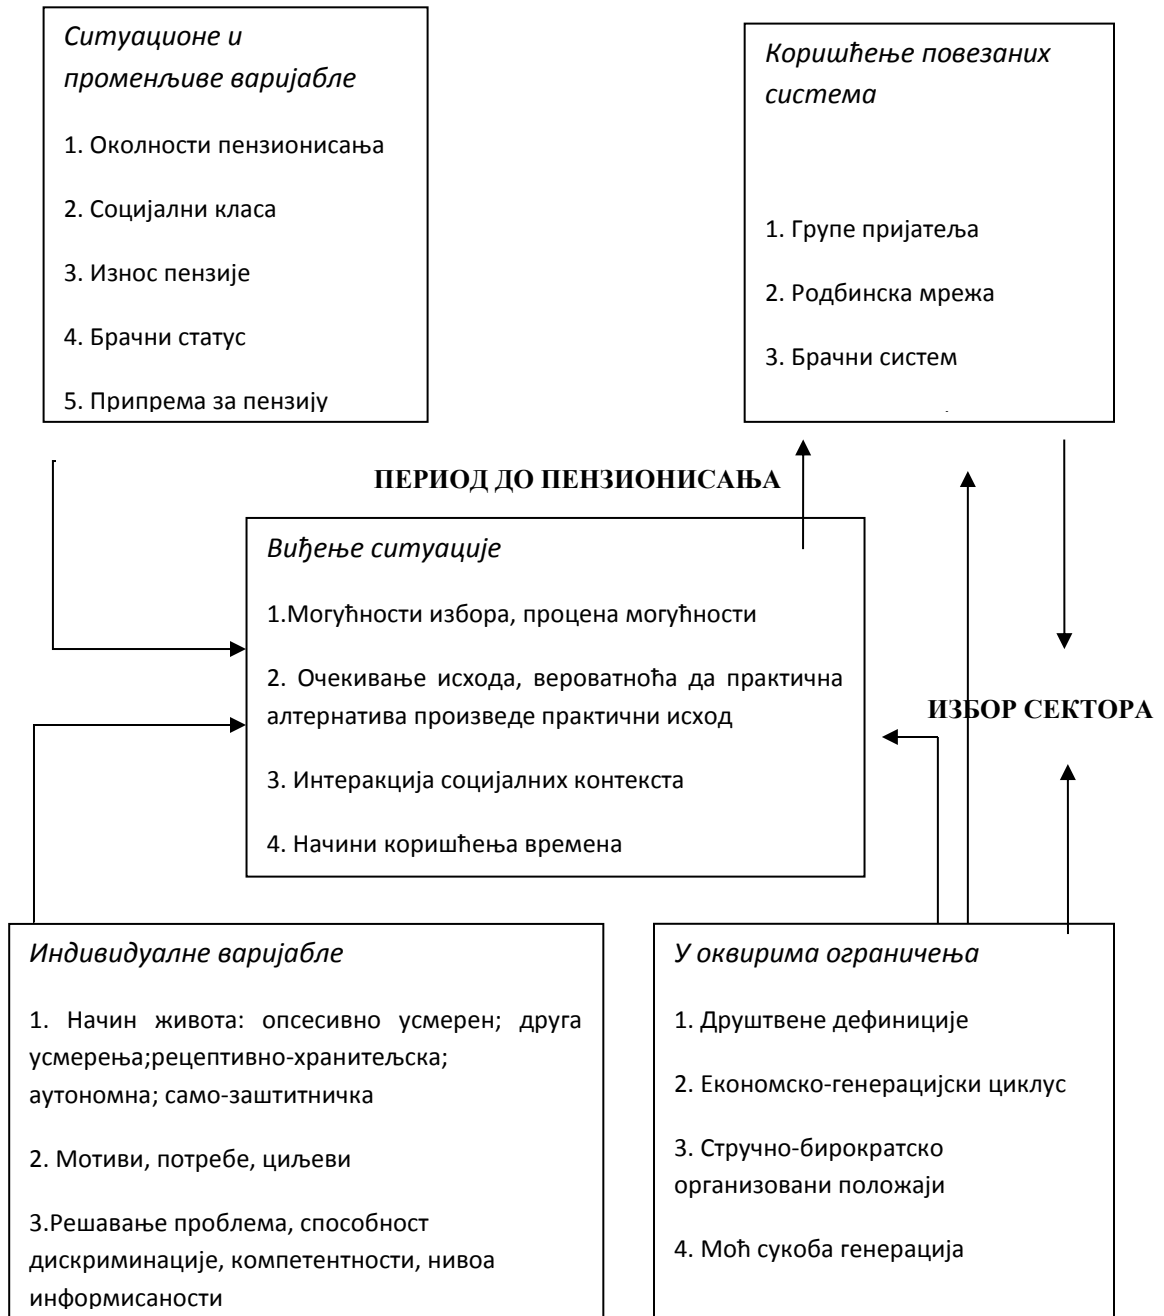 Ситуационе и
променљиве варијабле
1. Околности пензионисања
2. Социјални класа
3. Износ пензије
4. Брачни статус
5. Припрема за пензију
Коришћење повезаних
система
1. Групе пријатеља
2. Родбинска мрежа
3. Брачни систем
ПЕРИОД ДО ПЕНЗИОНИСАЊА
Виђење ситуације
1.Могућности избора, процена могућности
2. Очекивање исхода, вероватноћа да практична
алтернатива произведе практични исход
3. Интеракција социјалних контекста
4. Начини коришћења времена
ИЗБОР СЕКТОРА
Индивидуалне варијабле
1. Начин живота: опсесивно усмерен; друга
усмерења;рецептивно-хранитељска;
аутономна; само-заштитничка
2. Мотиви, потребе, циљеви
3.Решавање проблема, способност
дискриминације, компетентности, нивоа
информисаности
У оквирима ограничења
1. Друштвене дефиниције
2. Економско-генерацијски циклус
3. Стручно-бирократско
организовани положаји
4. Моћ сукоба генерација